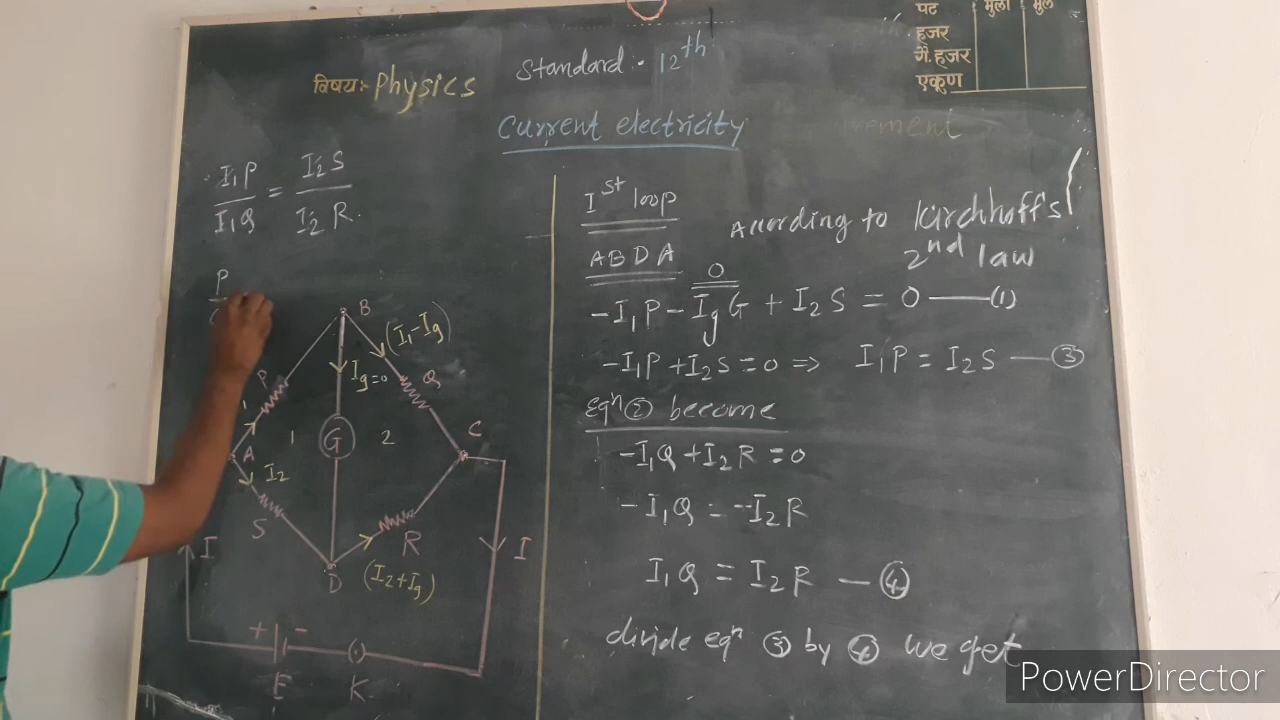 विषय:- Physics
Standard:- 12th
पट
मुली
मुले
हजर
गै. हजर
एकूण
Current electricity
I1P / I1Q = I2S / I2R.
P
B
(I1-Ig)
Ig=0
P
Q
G
1
2
A
C
I2
S
R
D
(I2+Ig)
I
I
+ -
E
K
Ist loop
According to Kirchhoff's
2nd law
ABDA
0
-I1P - IgG + I2S = 0 —(1)
-I1P + I2S = 0 ⇒ I1P = I2S — ③
Eqn ② become
-I1Q + I2R = 0
-I1Q = -I2R
I1Q = I2R — ④
divide eqn ③ by ④ we get
PowerDirector